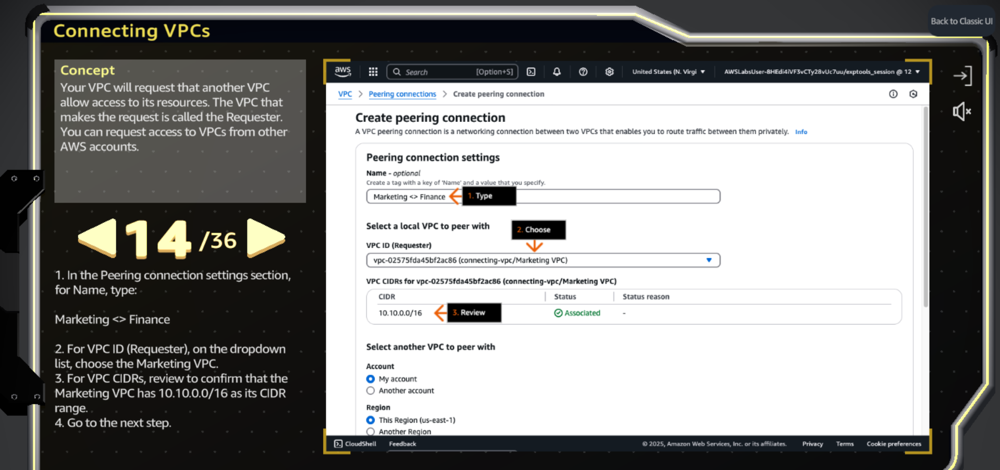 Back to Classic UI
Connecting VPCs
Concept
Your VPC will request that another VPC
allow access to its resources. The VPC that
makes the request is called the Requester.
You can request access to VPCs from other
AWS accounts.
14/36
1. In the Peering connection settings section,
for Name, type:
Marketing <> Finance
2. For VPC ID (Requester), on the dropdown
list, choose the Marketing VPC.
3. For VPC CIDRs, review to confirm that the
Marketing VPC has 10.10.0.0/16 as its CIDR
range.
4. Go to the next step.
aws
Search [Option+S]
United States (N. Virgi
AWSLabsUser-8HEdi4iVF3vCTy28vUc7uu/exptools_session @ 12
VPC > Peering connections > Create peering connection
Create peering connection
A VPC peering connection is a networking connection between two VPCs that enables you to route traffic between them privately. Info
Peering connection settings
Name - optional
Create a tag with a key of 'Name' and a value that you specify.
Marketing <> Finance
1. Type
Select a local VPC to peer with
2. Choose
VPC ID (Requester)
vpc-02575fda45bf2ac86 (connecting-vpc/Marketing VPC)
VPC CIDRs for vpc-02575fda45bf2ac86 (connecting-vpc/Marketing VPC)
CIDR Status Status reason
10.10.0.0/16 3. Review Associated -
Select another VPC to peer with
Account
My account
Another account
Region
This Region (us-east-1)
Another Region
CloudShell Feedback © 2025, Amazon Web Services, Inc. or its affiliates. Privacy Terms Cookie preferences